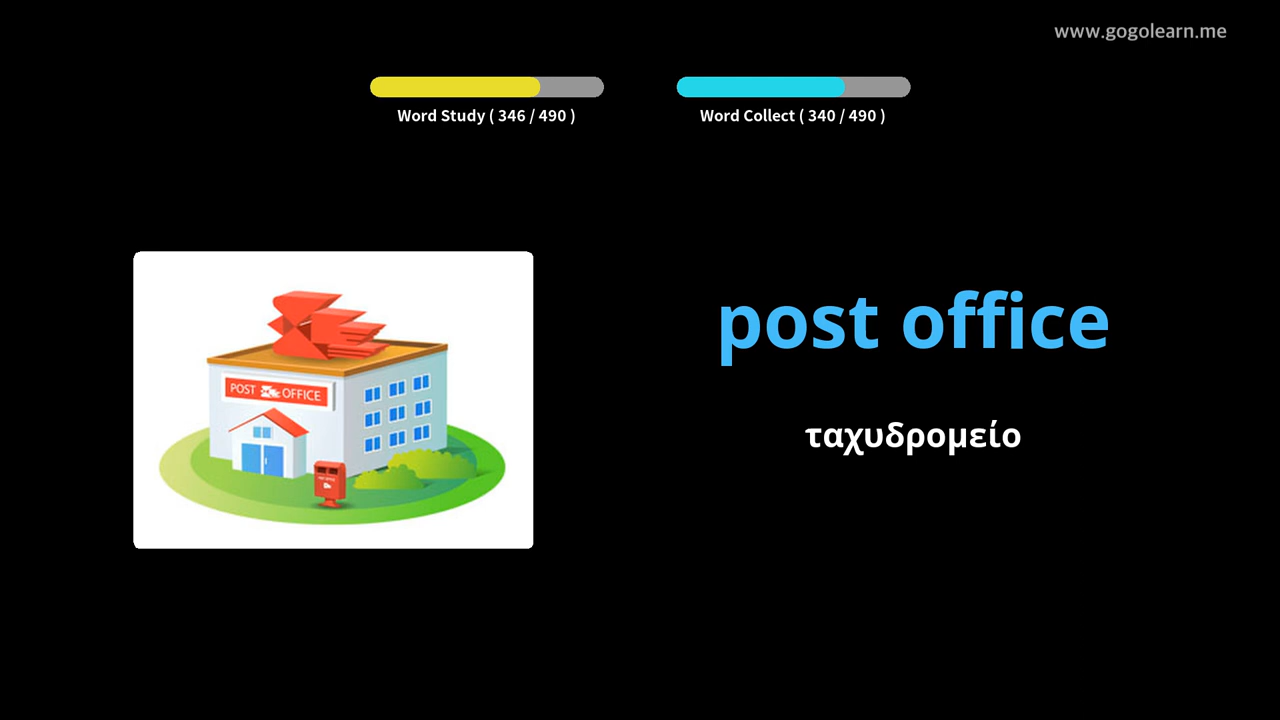 www.gogolearn.me
Word Study ( 346 / 490 )
Word Collect ( 340 / 490 )
POST OFFICE
post office
ταχυδρομείο